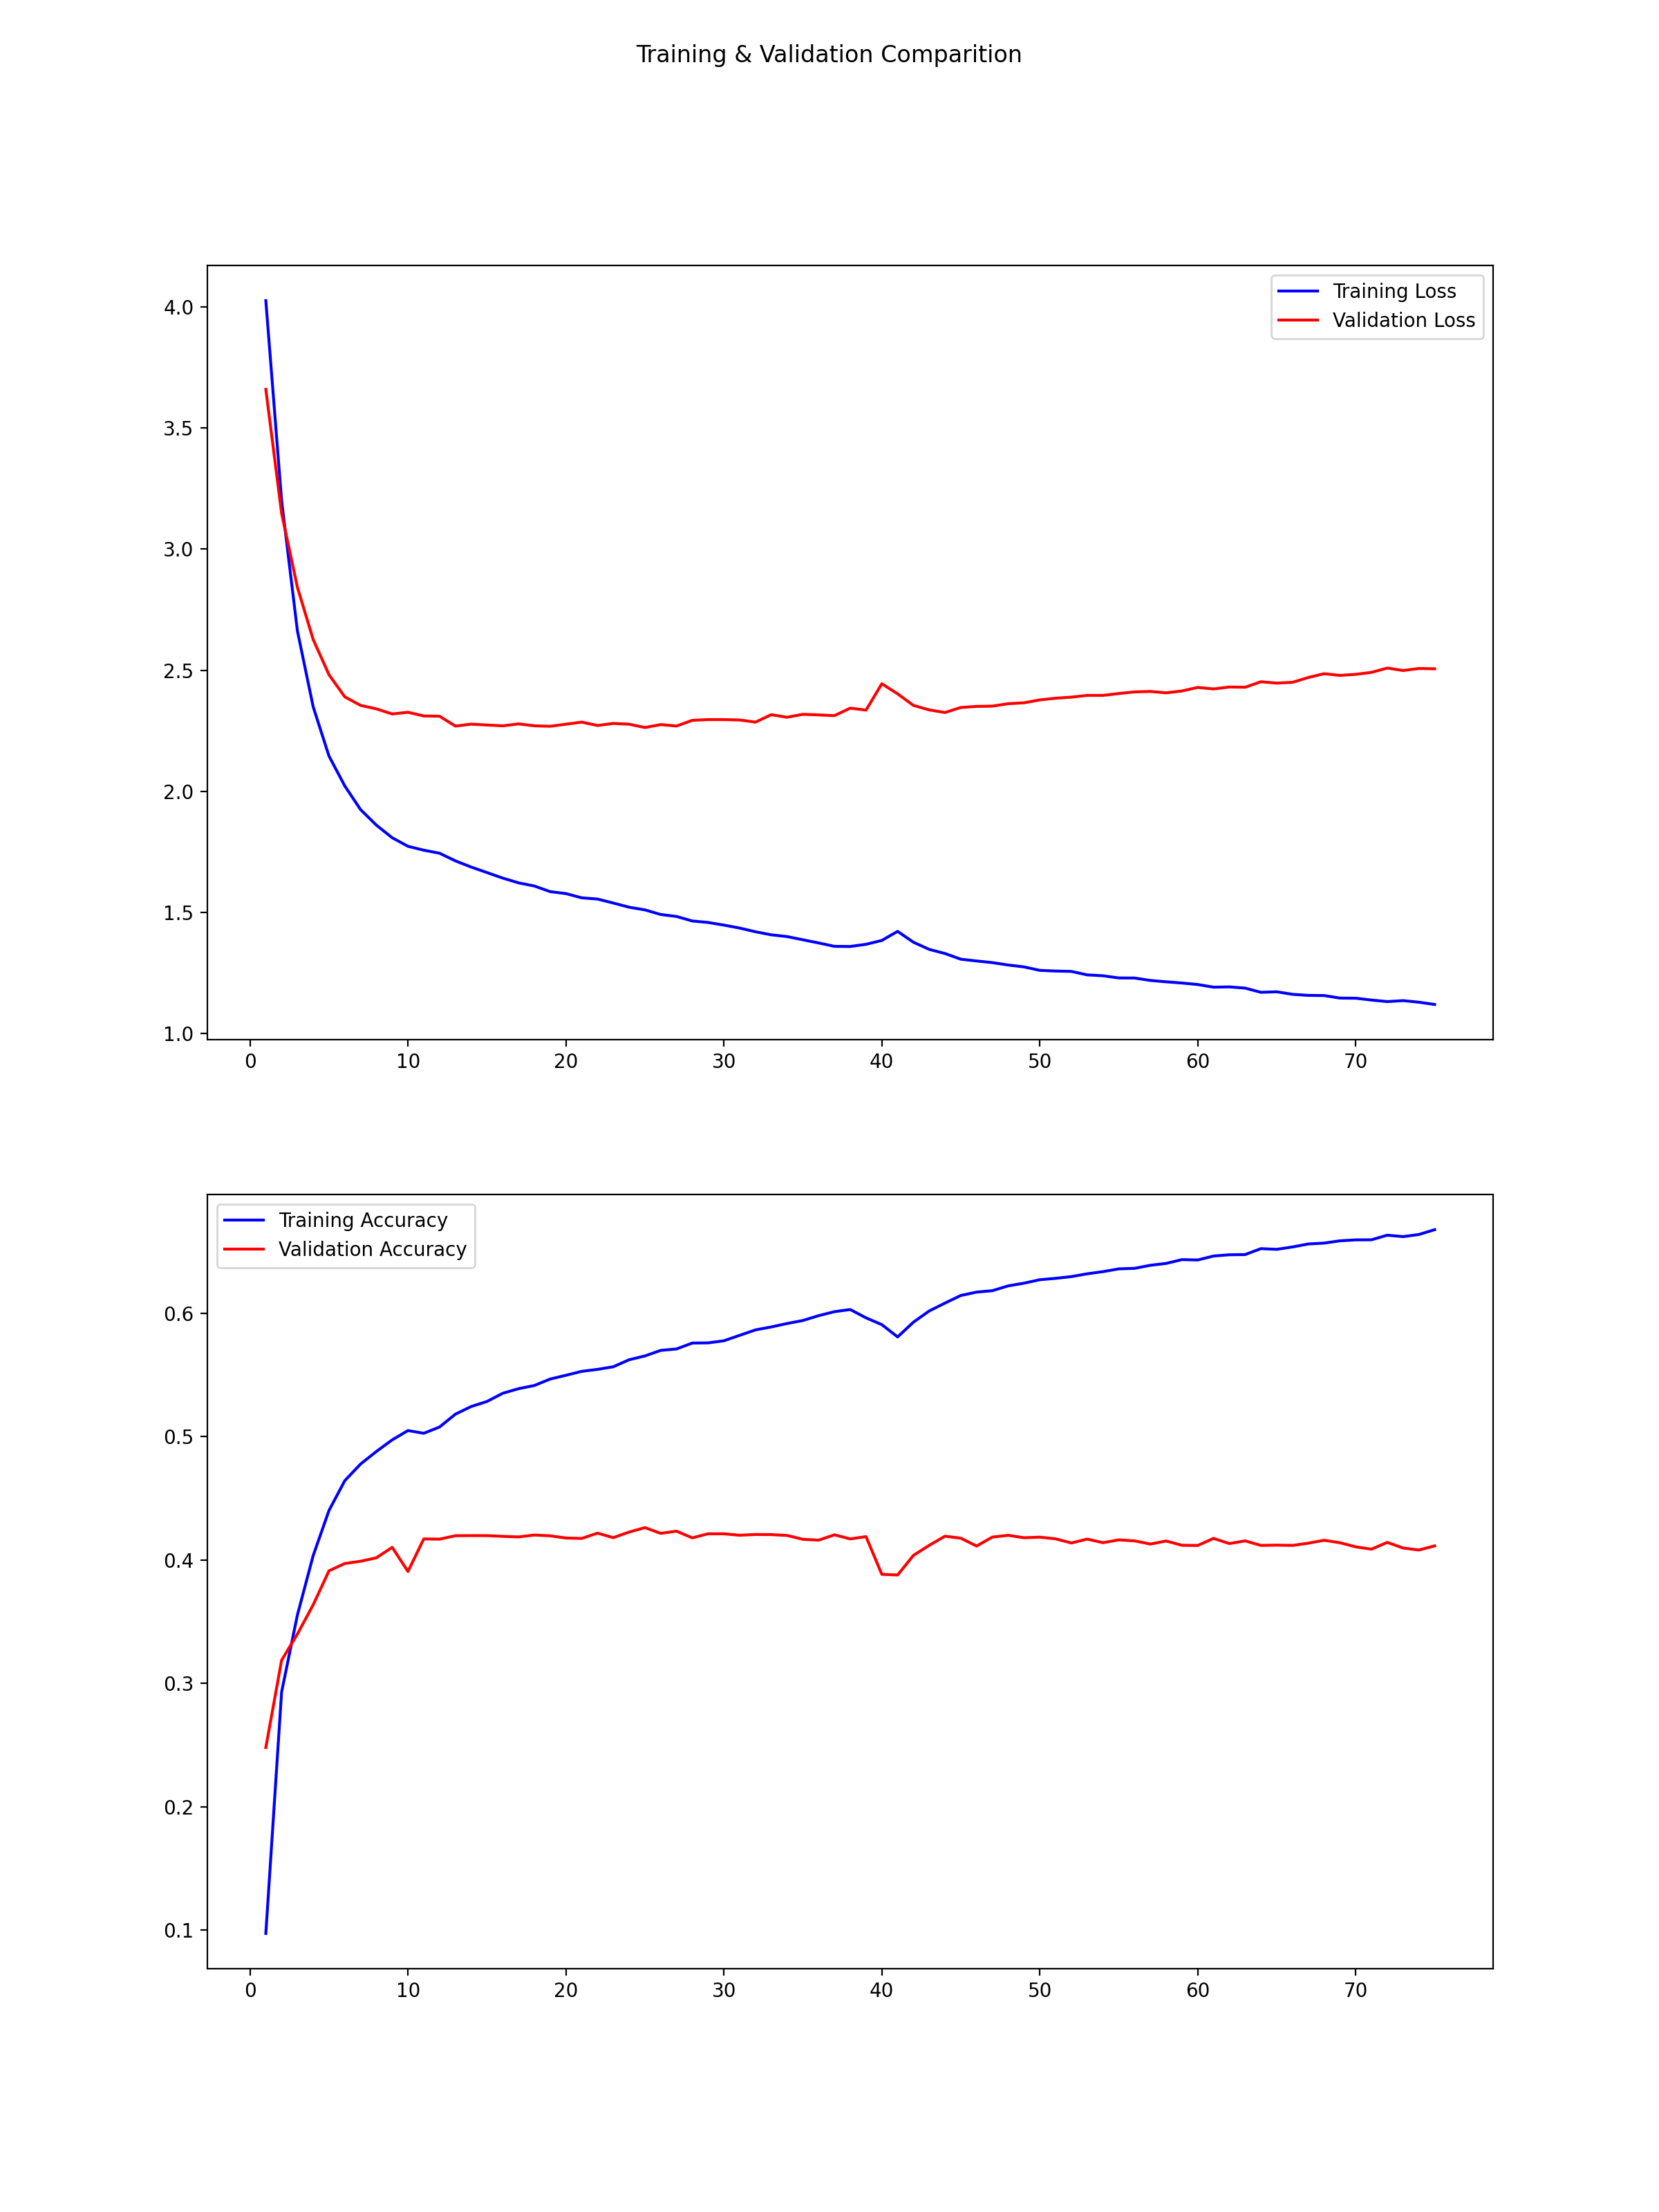 Training & Validation Comparition
Training Loss
Validation Loss
4.0
3.5
3.0
2.5
2.0
1.5
1.0
0 10 20 30 40 50 60 70
Training Accuracy
Validation Accuracy
0.6
0.5
0.4
0.3
0.2
0.1
0 10 20 30 40 50 60 70